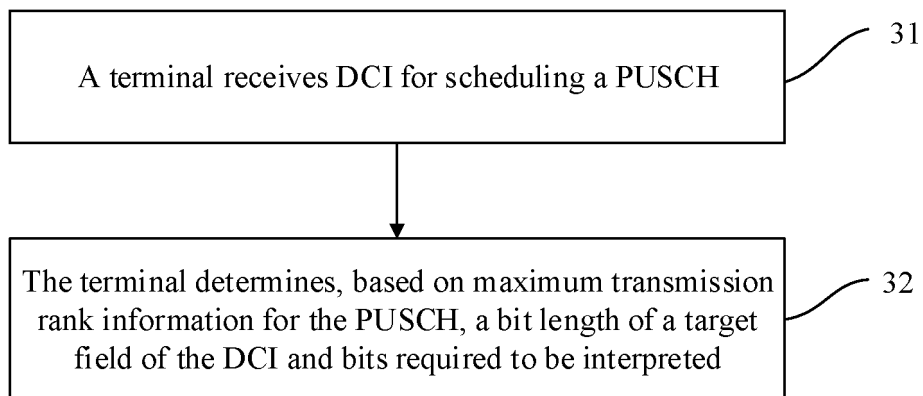 31
A terminal receives DCI for scheduling a PUSCH
The terminal determines, based on maximum transmission
rank information for the PUSCH, a bit length of a target
field of the DCI and bits required to be interpreted
32